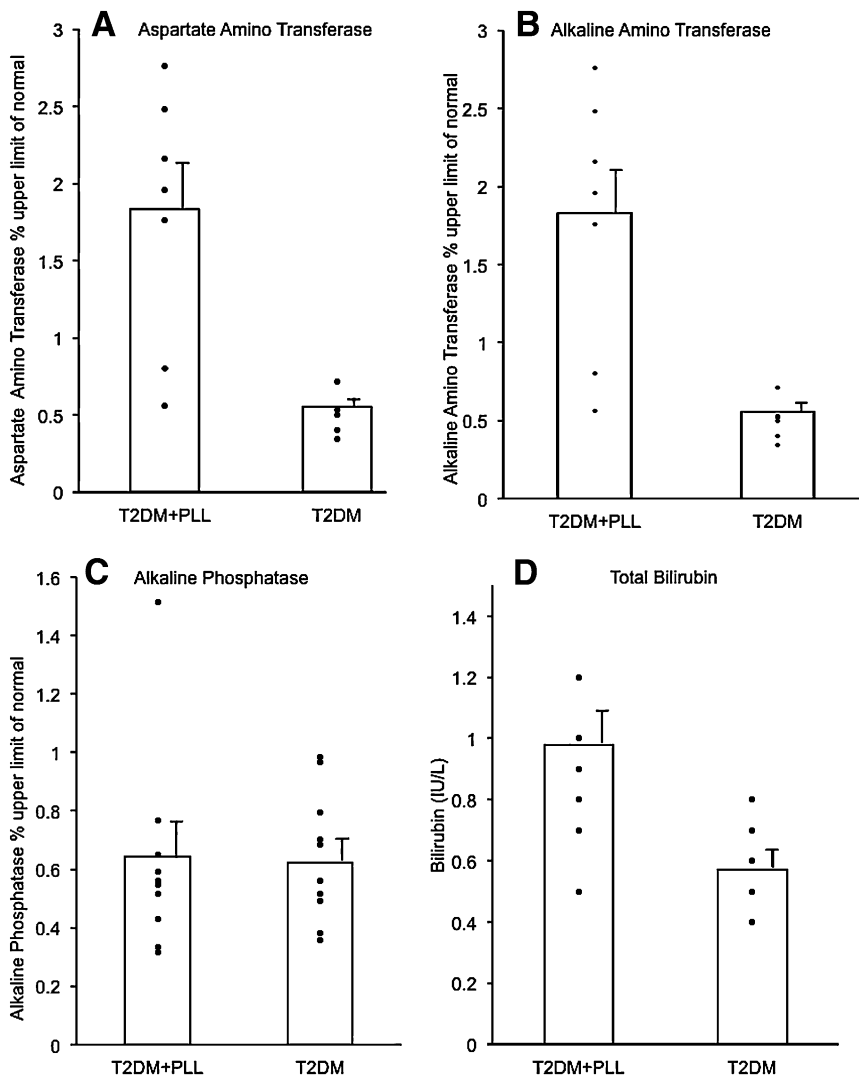 A Aspartate Amino Transferase
Aspartate Amino Transferase % upper limit of normal
3
2.5
2
1.5
1
0.5
0
T2DM+PLL T2DM
B Alkaline Amino Transferase
Alkaline Amino Transferase % upper limit of normal
3
2.5
2
1.5
1
0.5
0
T2DM+PLL T2DM
C Alkaline Phosphatase
Alkaline Phosphatase % upper limit of normal
1.6
1.4
1.2
1
0.8
0.6
0.4
0.2
0
T2DM+PLL T2DM
D Total Bilirubin
Bilirubin (IU/L)
1.4
1.2
1
0.8
0.6
0.4
0.2
0
T2DM+PLL T2DM